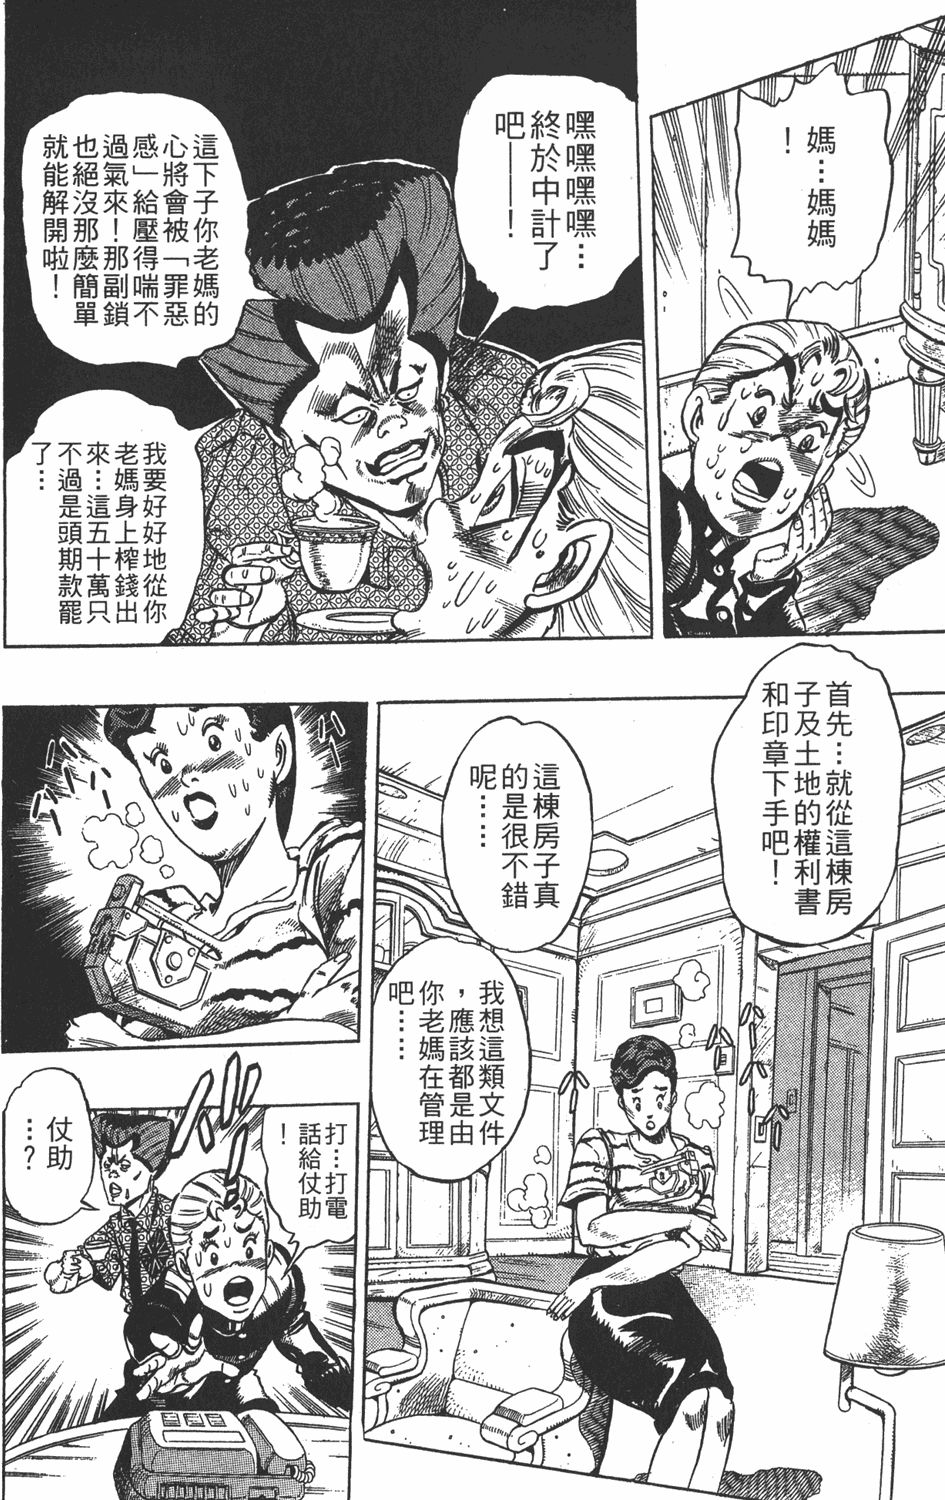 媽…媽媽
！
嘿嘿嘿嘿…
終於中計了
吧——！
這下子你老媽的
心將會被「罪惡
感」給壓得喘不
過氣來！那副鎖
也絕沒那麼簡單
就能解開啦！
我要好好地從你
老媽身上榨錢出
來…這五十萬只
不過是頭期款罷
了…
首先…就從這棟房
子及土地的權利書
和印章下手吧！
這棟房子真
的是很不錯
呢……
我想這類文件
，應該都是由
你老媽在管理
吧……
打…打電
話給仗助
！
仗助
…？